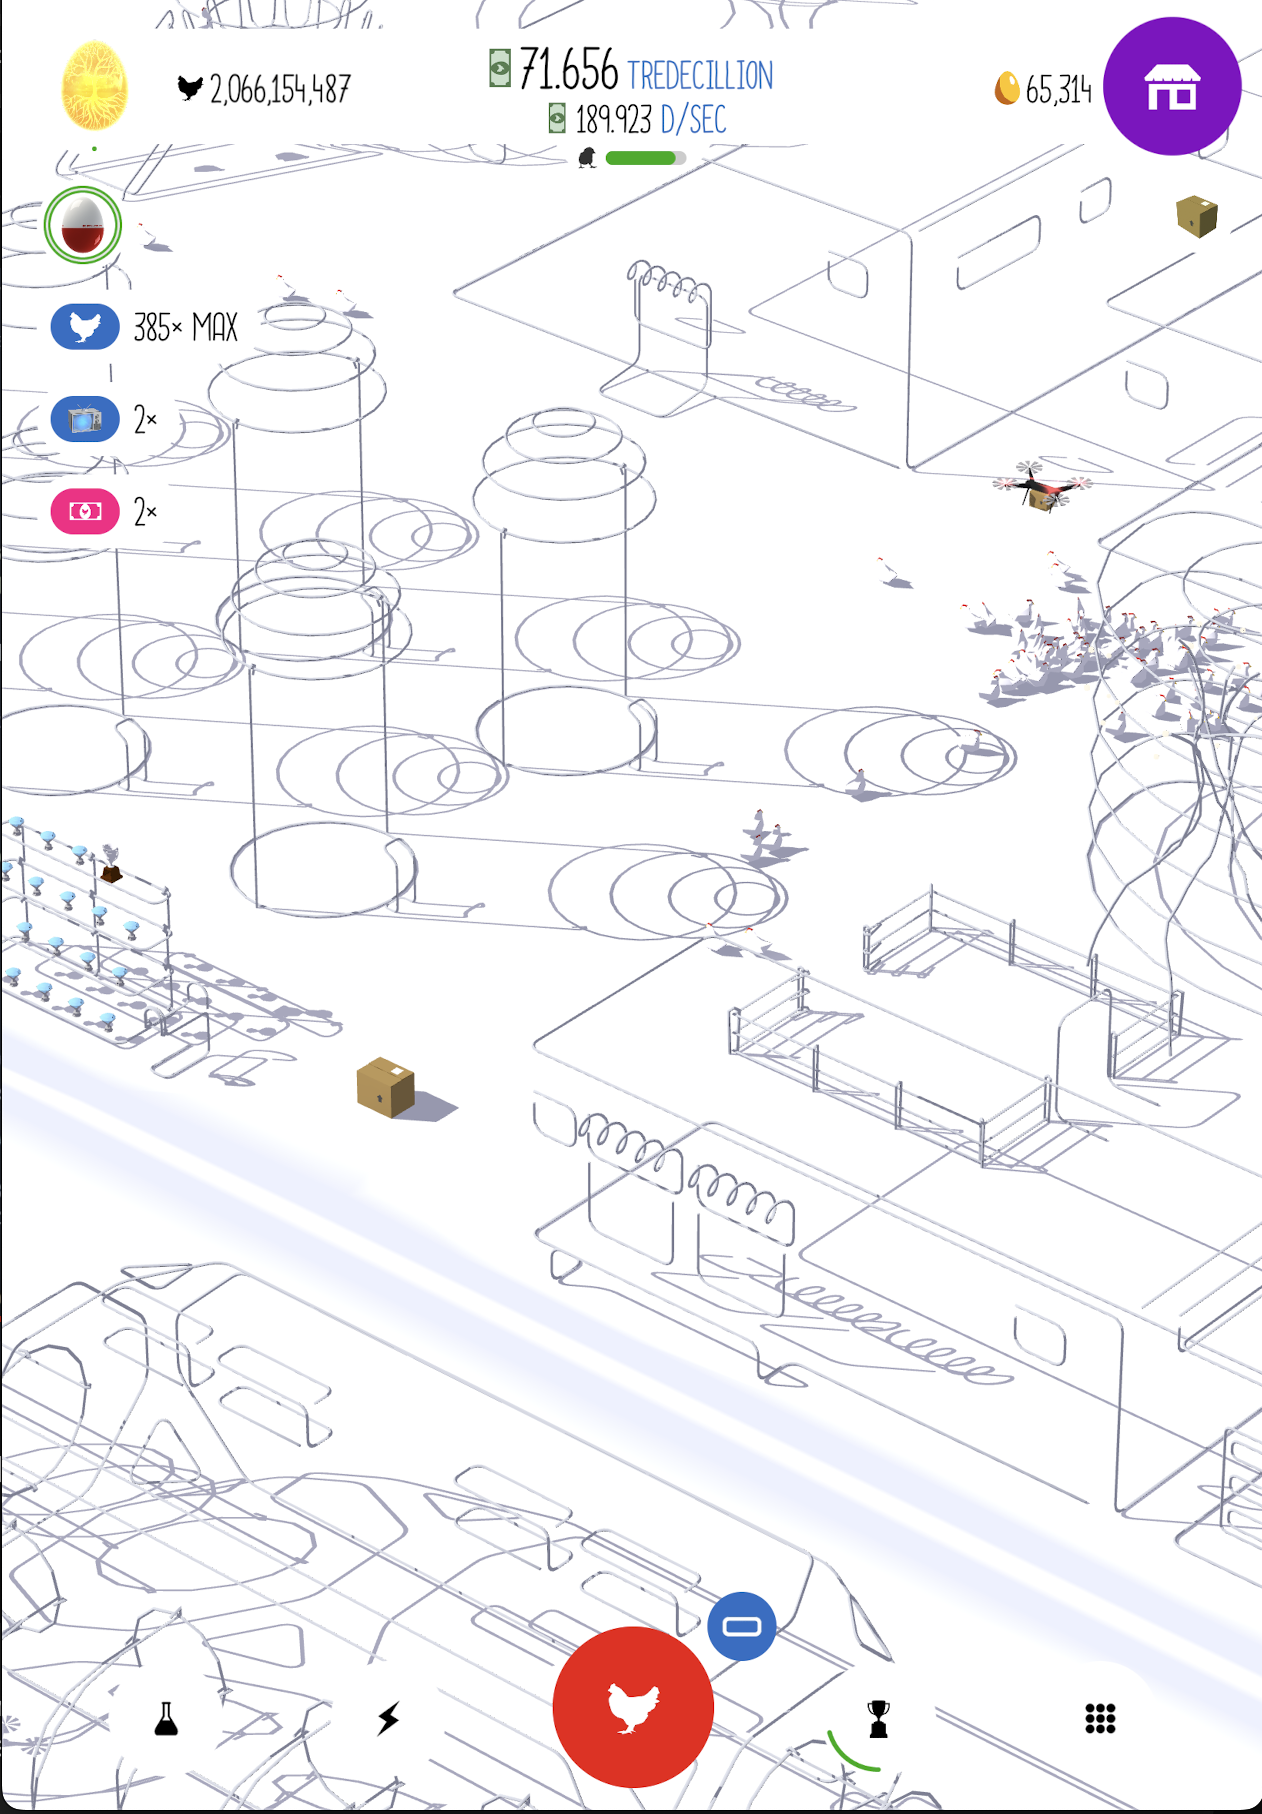 2,066,154,487
71.656 TREDECILLION
189.923 D/SEC
65,314
385× MAX
2×
2×